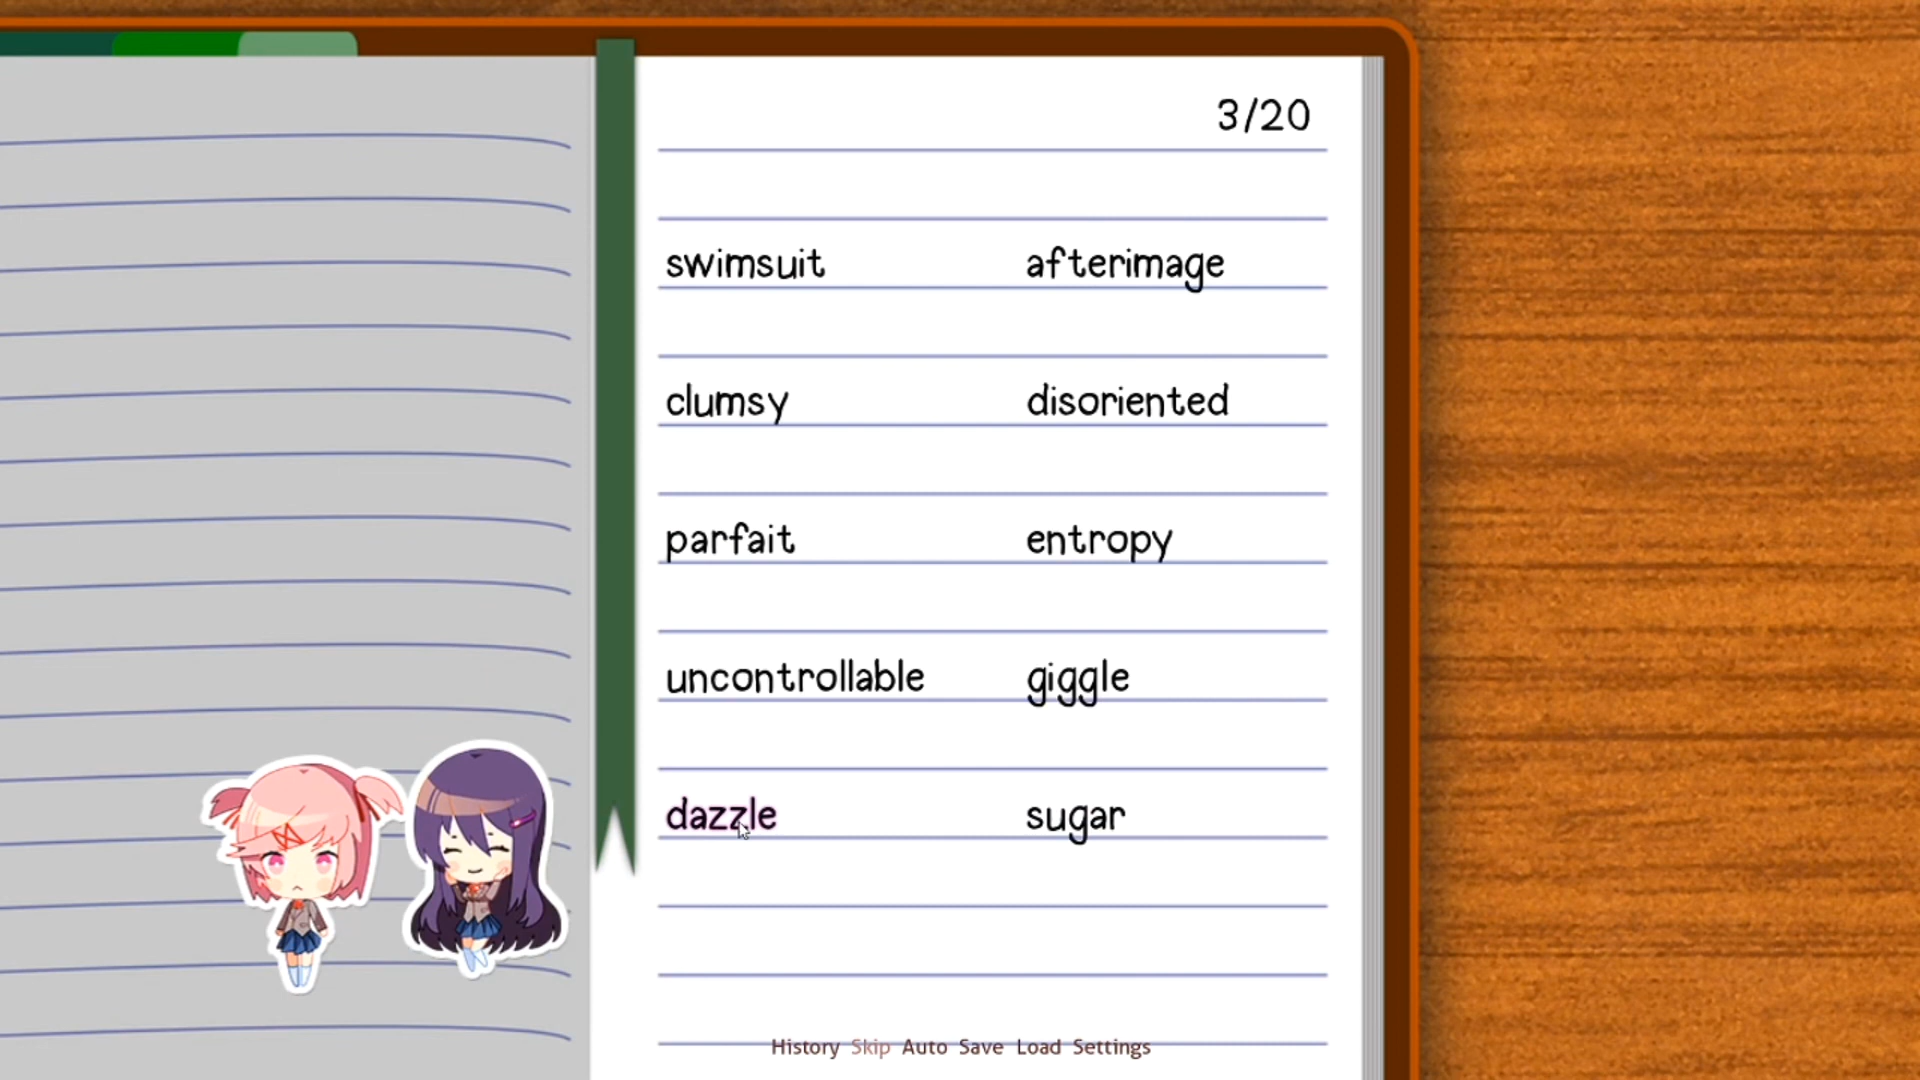 3/20
swimsuit afterimage
clumsy disoriented
parfait entropy
uncontrollable giggle
dazzle sugar
History Skip Auto Save Load Settings